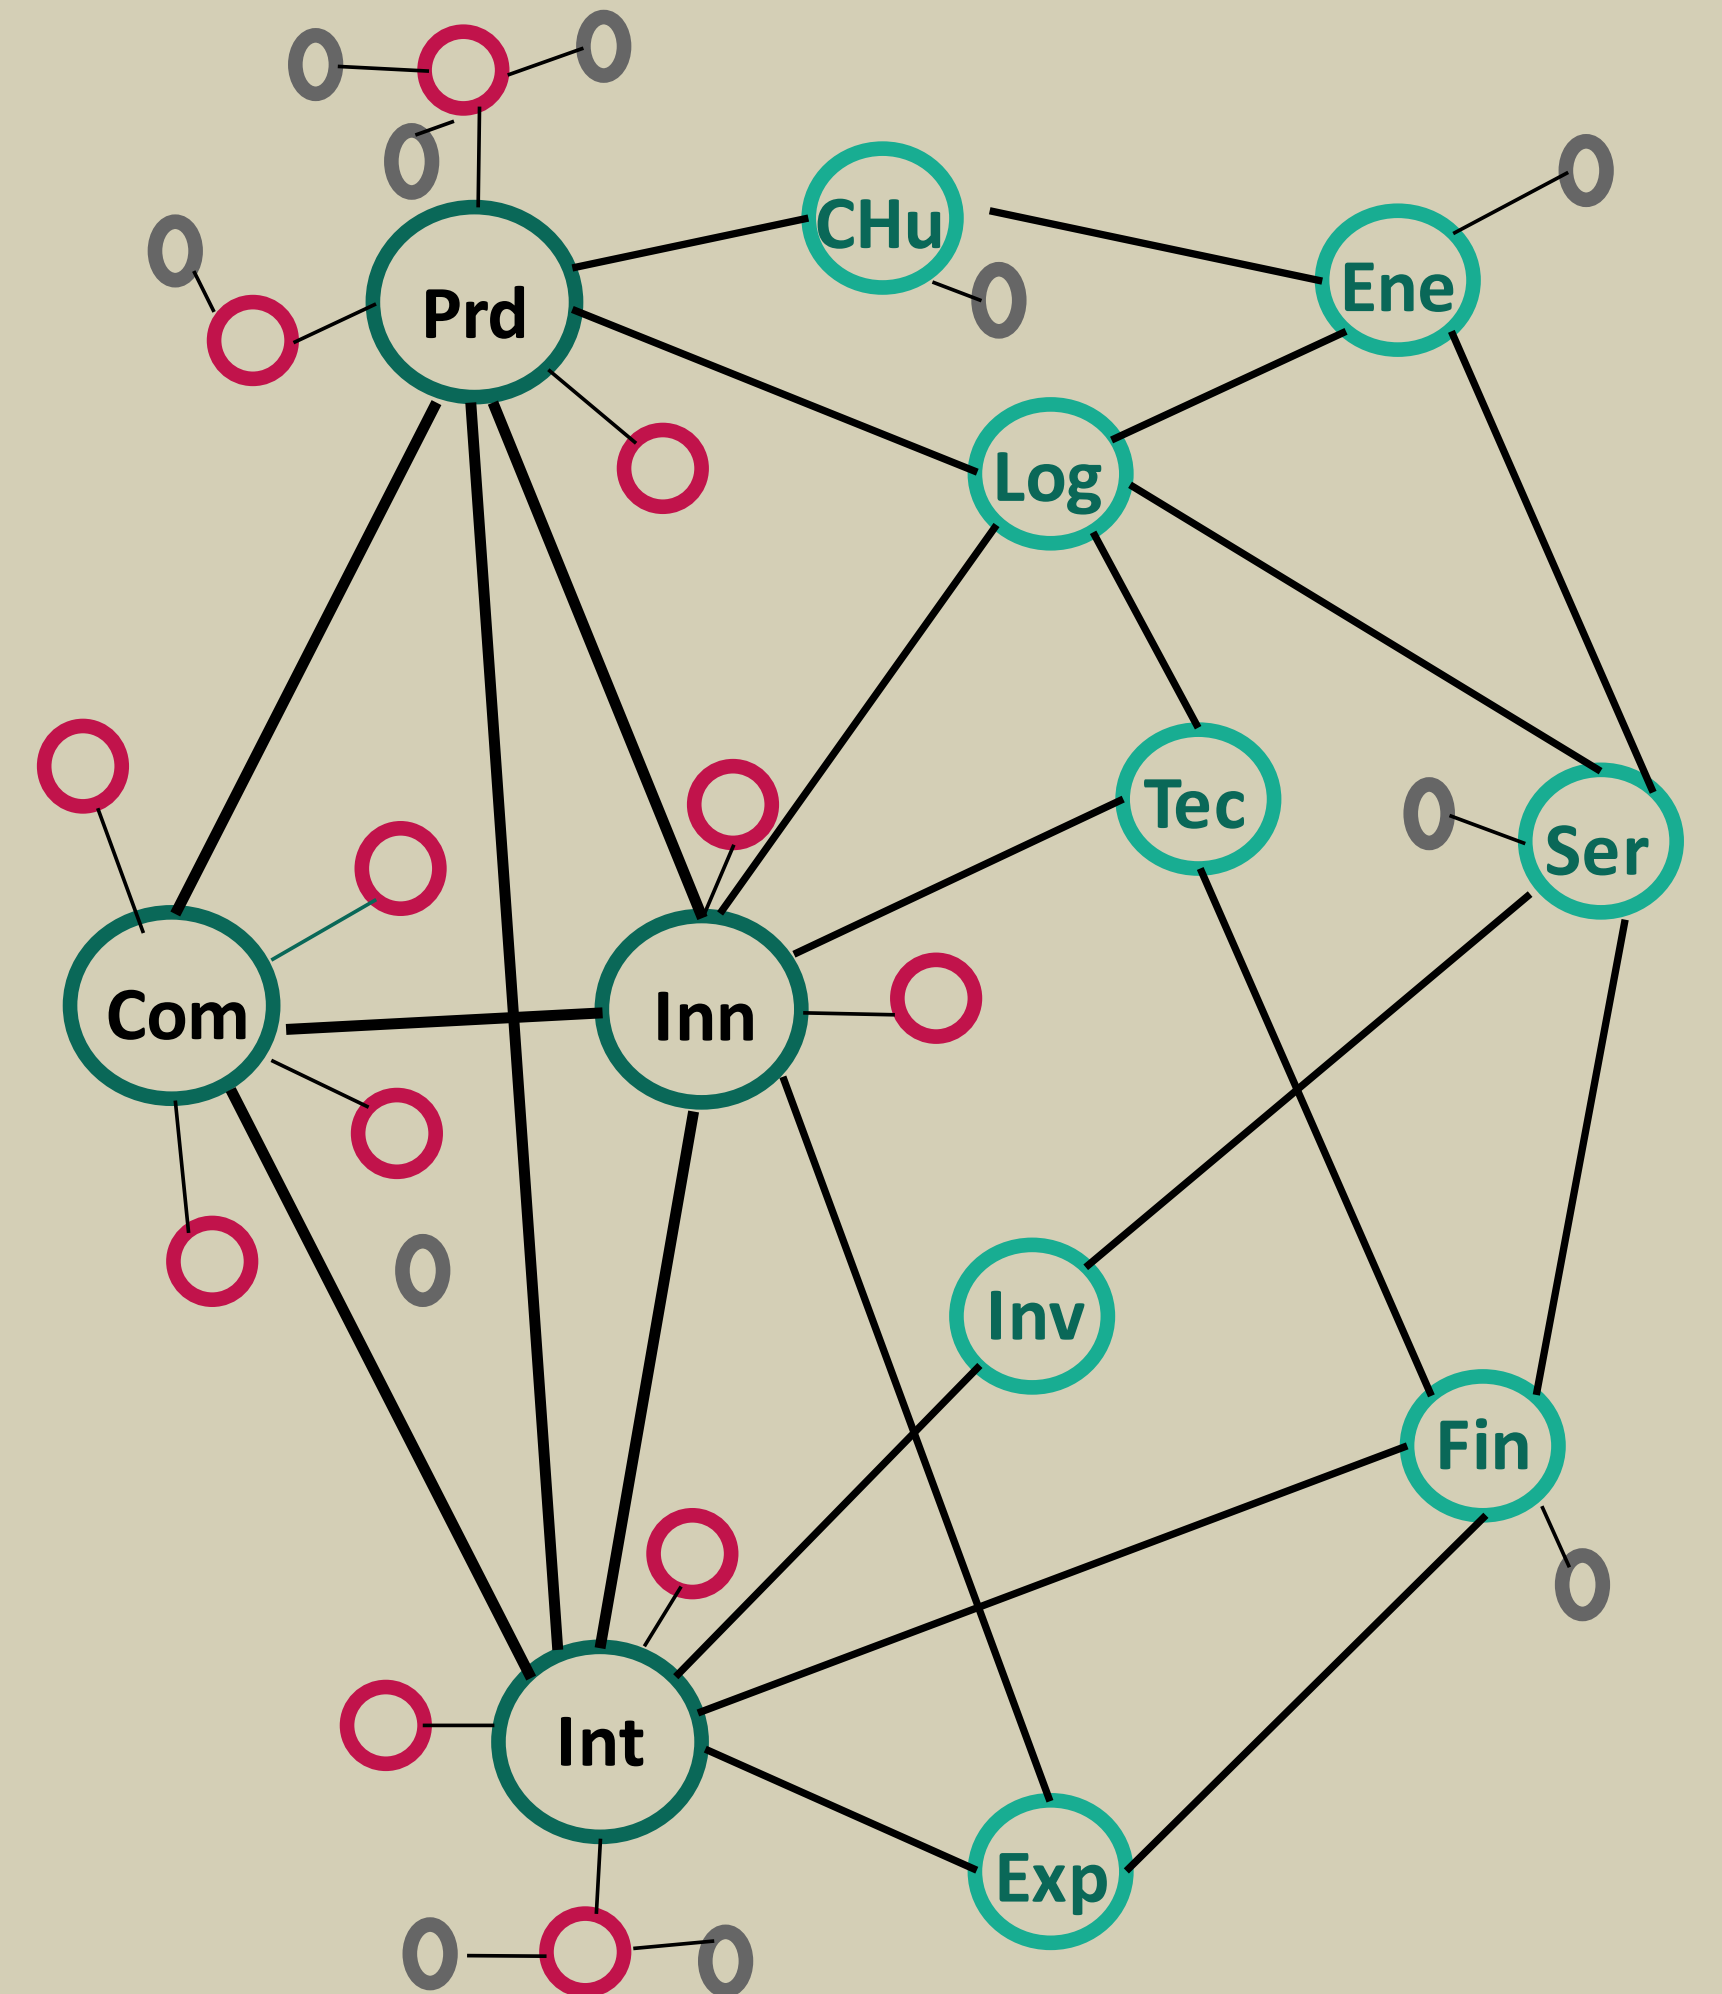 CHu
Ene
Prd
Log
Tec
Ser
Com
Inn
Inv
Fin
Int
Exp